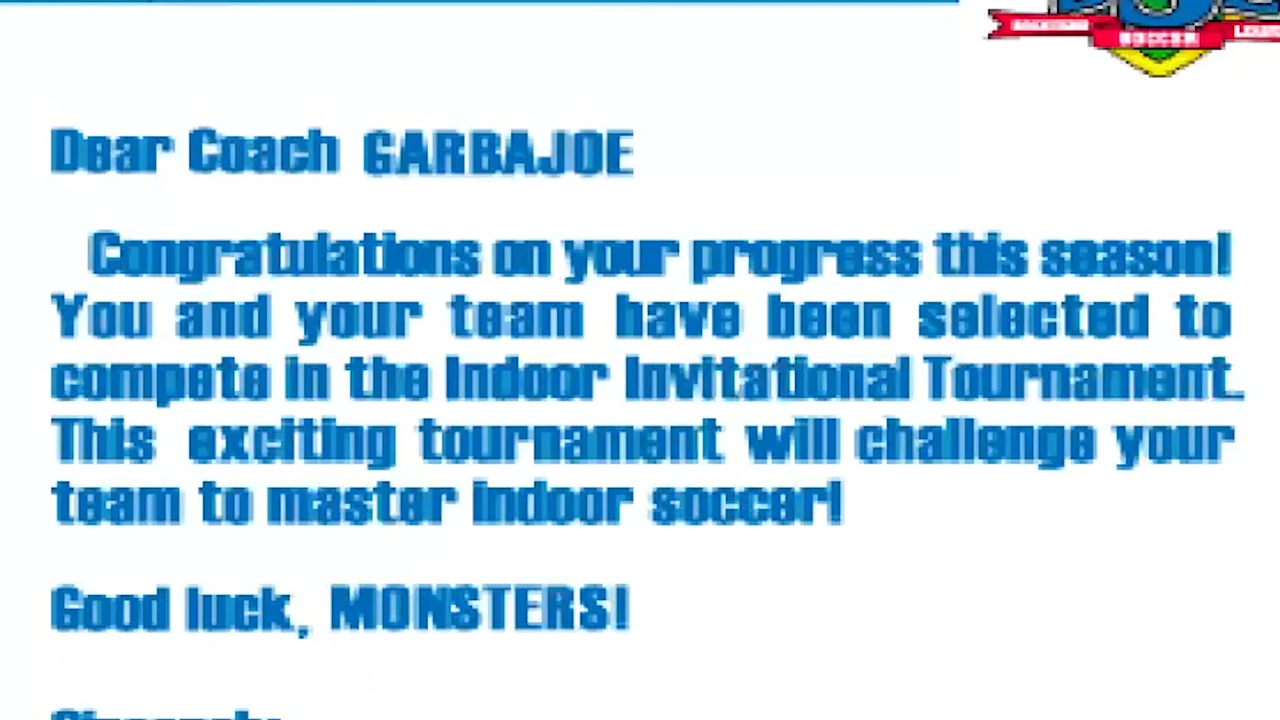 SOCCER
Dear Coach GARBAJOE
Congratulations on your progress this season!
You and your team have been selected to
compete in the Indoor Invitational Tournament.
This exciting tournament will challenge your
team to master indoor soccer!
Good luck, MONSTERS!